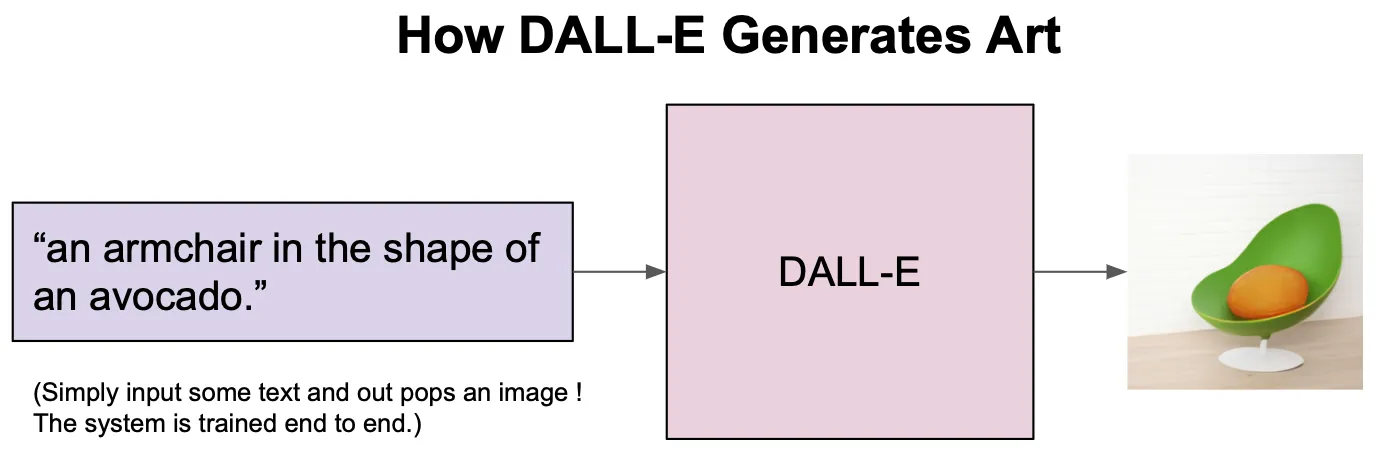 How DALL-E Generates Art
“an armchair in the shape of
an avocado.”
DALL-E
(Simply input some text and out pops an image !
The system is trained end to end.)